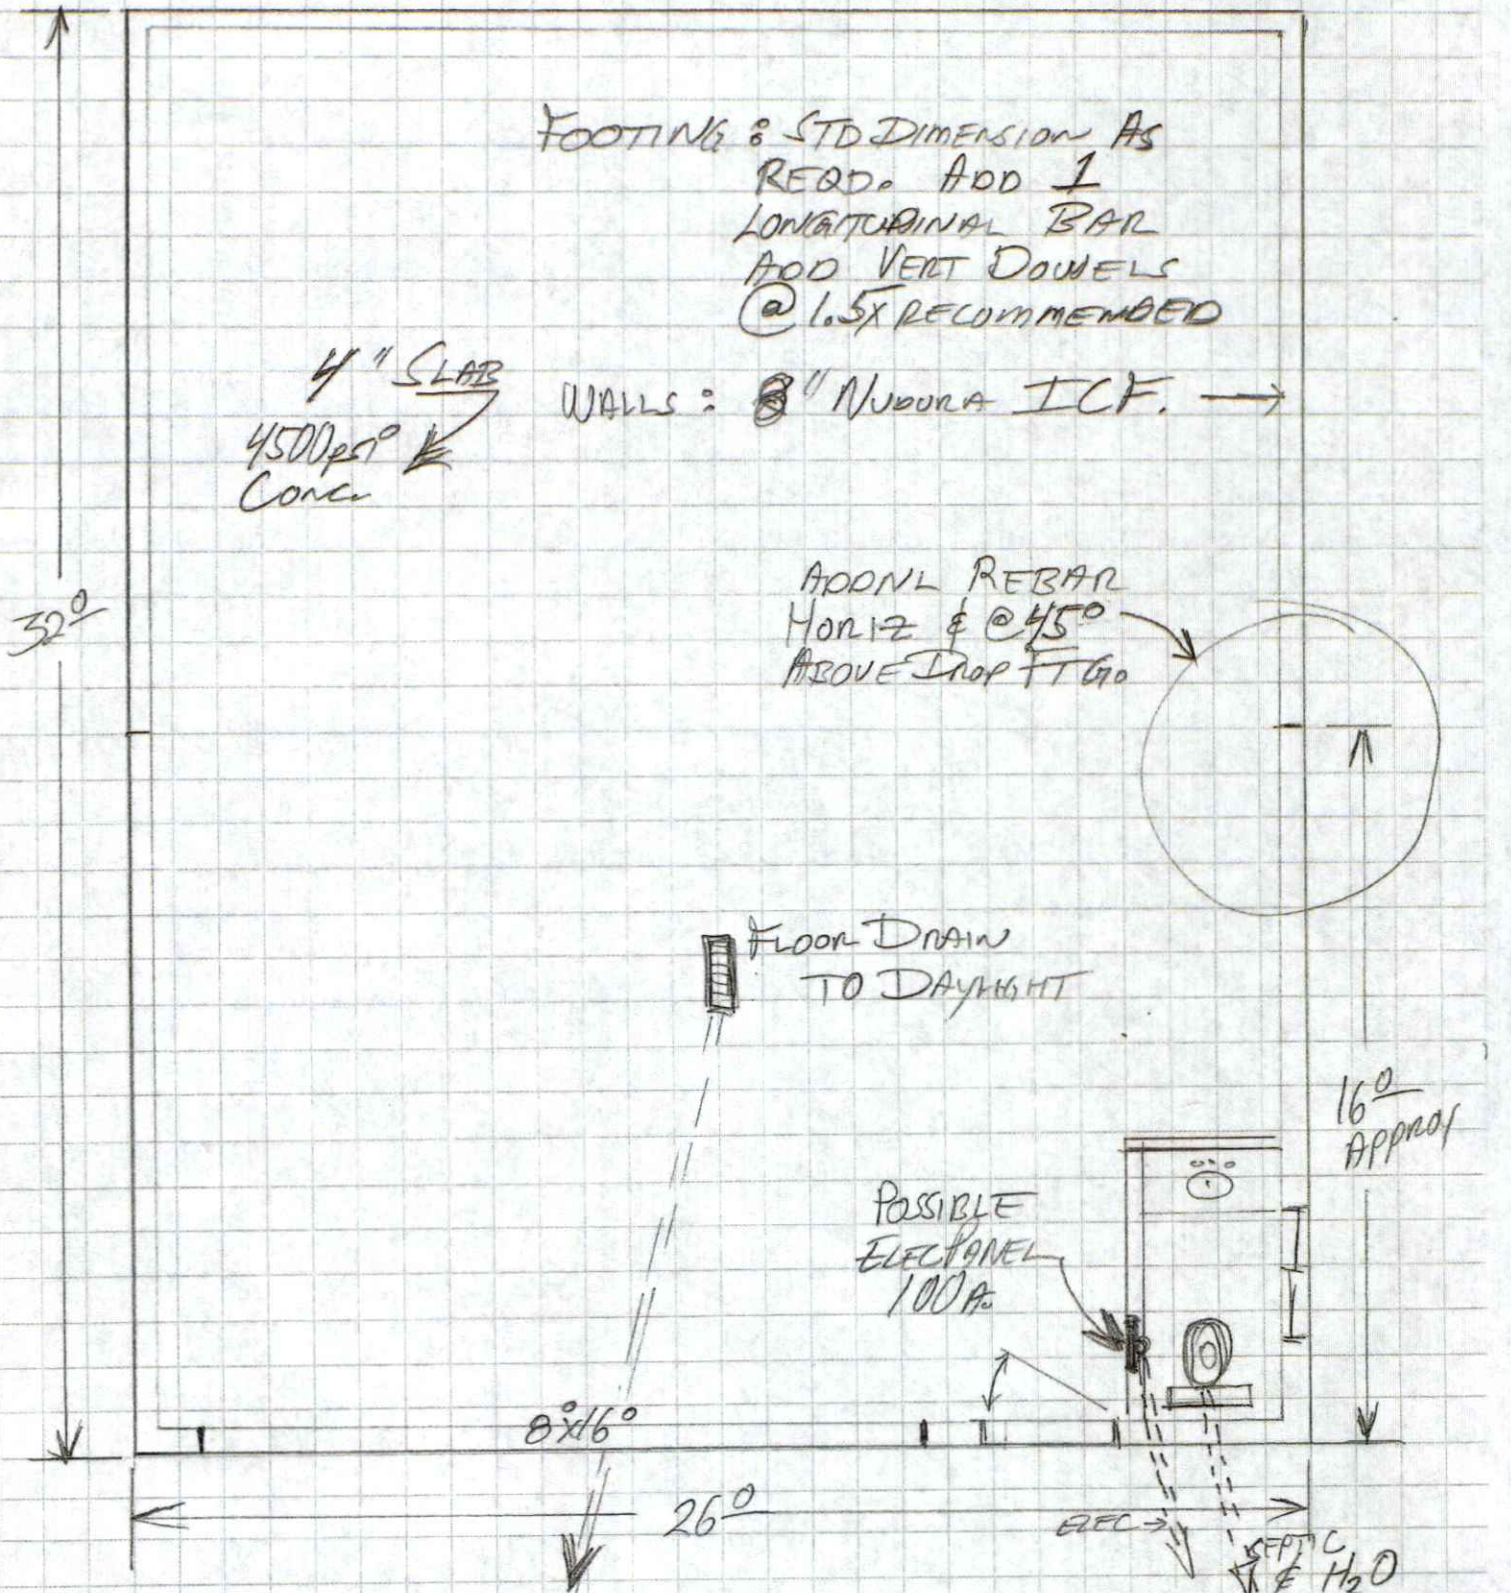 FOOTING : STD DIMENSION AS
REQD. ADD 1
LONGITUDINAL BAR
ADD VERT DOWELS
@ 1.5X RECOMMENDED
4" SLAB
4500psi
CONC.
WALLS : 8" NUDURA ICF.
32⁰
ADDNL REBAR
HORIZ & @ 45°
ABOVE DROP FTG.
FLOOR DRAIN
TO DAYLIGHT
16⁰
APPROX
POSSIBLE
ELEC PANEL
100A.
8⁰x16⁰
26⁰
ELEC
SEPTIC
& H₂O